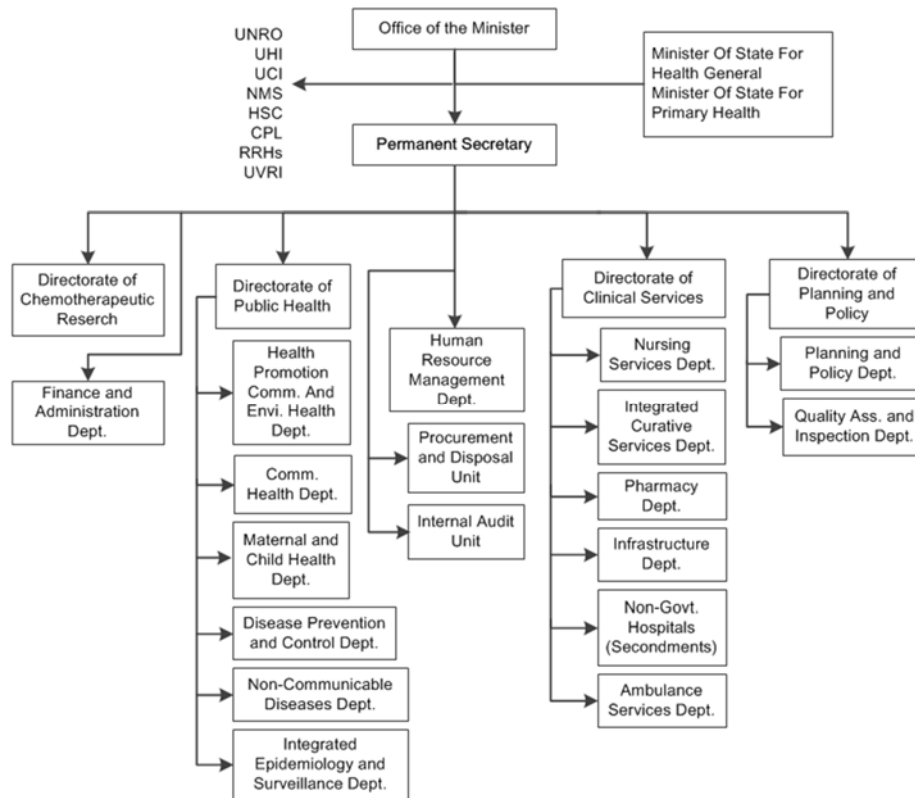 UNRO
UHI
UCI
NMS
HSC
CPL
RRHs
UVRI
Office of the Minister
Minister Of State For
Health General
Minister Of State For
Primary Health
Permanent Secretary
Directorate of
Chemotherapeutic
Reserch
Finance and
Administration
Dept.
Directorate of
Public Health
Health
Promotion
Comm. And
Envi. Health
Dept.
Comm.
Health Dept.
Maternal and
Child Health
Dept.
Disease Prevention
and Control Dept.
Non-Communicable
Diseases Dept.
Integrated
Epidemiology and
Surveillance Dept.
Human
Resource
Management
Dept.
Procurement
and Disposal
Unit
Internal Audit
Unit
Directorate of
Clinical Services
Nursing
Services Dept.
Integrated
Curative
Services Dept.
Pharmacy
Dept.
Infrastructure
Dept.
Non-Govt.
Hospitals
(Secondments)
Ambulance
Services Dept.
Directorate of
Planning and
Policy
Planning and
Policy Dept.
Quality Ass. and
Inspection Dept.